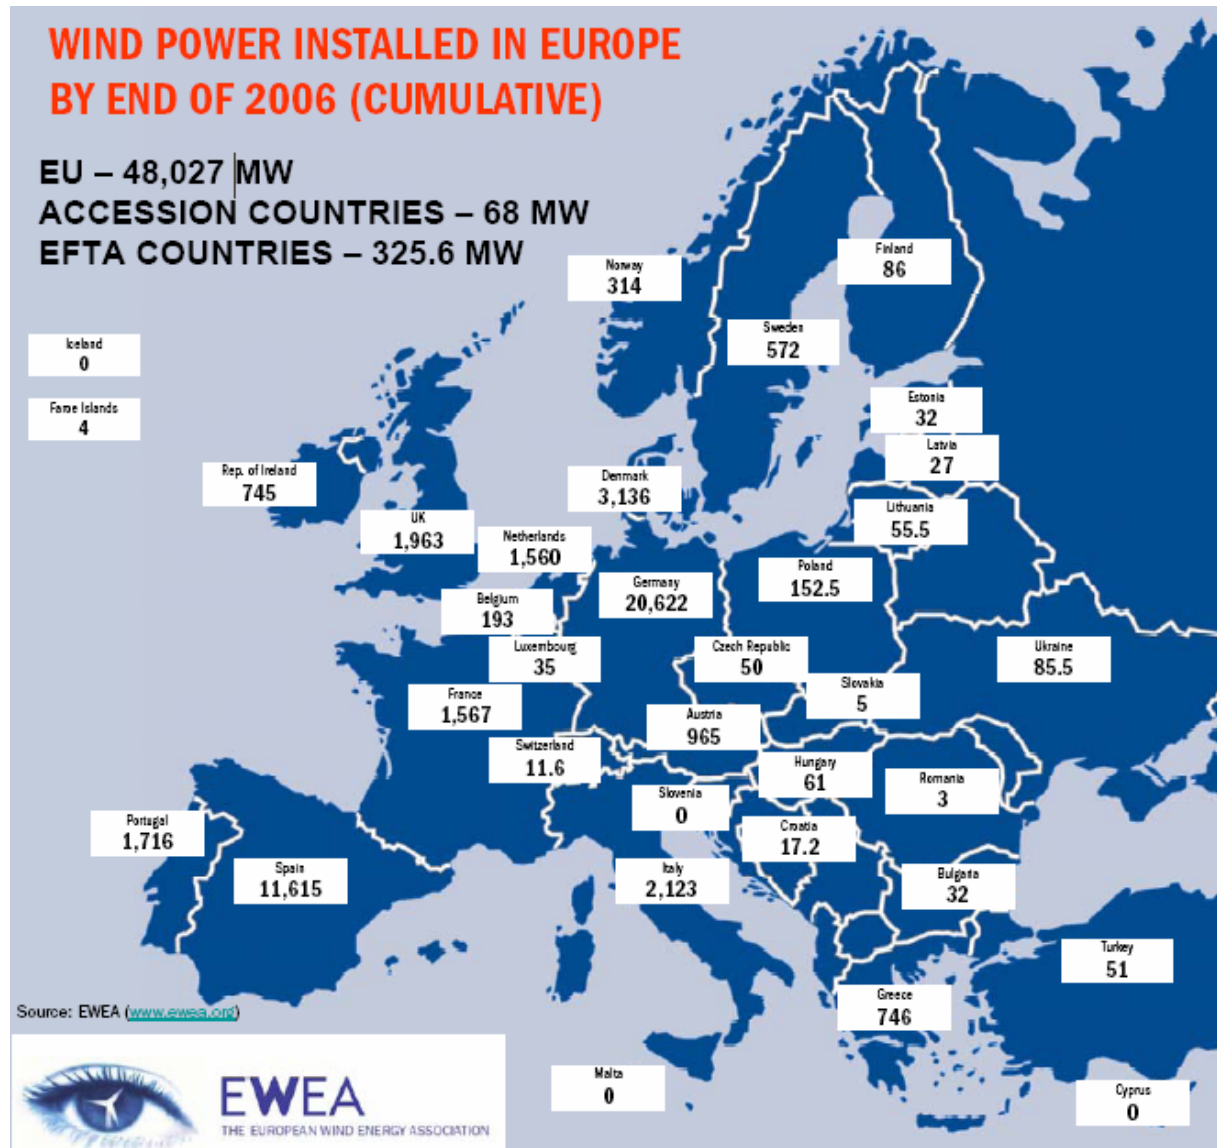 WIND POWER INSTALLED IN EUROPE
BY END OF 2006 (CUMULATIVE)
EU – 48,027 MW
ACCESSION COUNTRIES – 68 MW
EFTA COUNTRIES – 325.6 MW
Finland
86
Norway
314
Sweden
572
Iceland
0
Faroe Islands
4
Estonia
32
Latvia
27
Rep. of Ireland
745
Denmark
3,136
Lithuania
55.5
UK
1,963
Netherlands
1,560
Poland
152.5
Germany
20,622
Belgium
193
Luxembourg
35
Czech Republic
50
Ukraine
85.5
Slovakia
5
France
1,567
Austria
965
Switzerland
11.6
Hungary
61
Romania
3
Slovenia
0
Portugal
1,716
Croatia
17.2
Spain
11,615
Italy
2,123
Bulgaria
32
Turkey
51
Greece
746
Source: EWEA (www.ewea.org)
Malta
0
Cyprus
0
EWEA
THE EUROPEAN WIND ENERGY ASSOCIATION